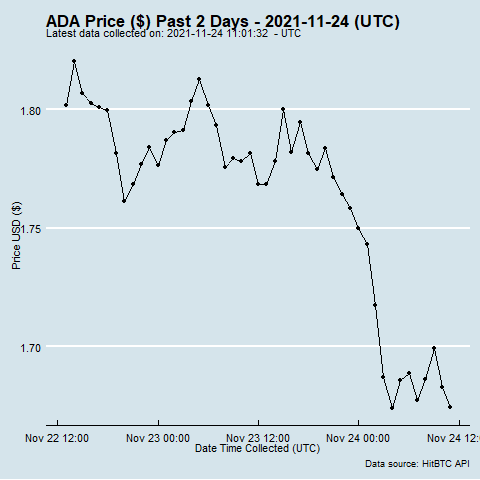 ADA Price ($) Past 2 Days - 2021-11-24 (UTC)
Latest data collected on: 2021-11-24 11:01:32 - UTC
1.80
1.75
1.70
Price USD ($)
Nov 22 12:00 Nov 23 00:00 Nov 23 12:00 Nov 24 00:00 Nov 24 12:0
Date Time Collected (UTC)
Data source: HitBTC API